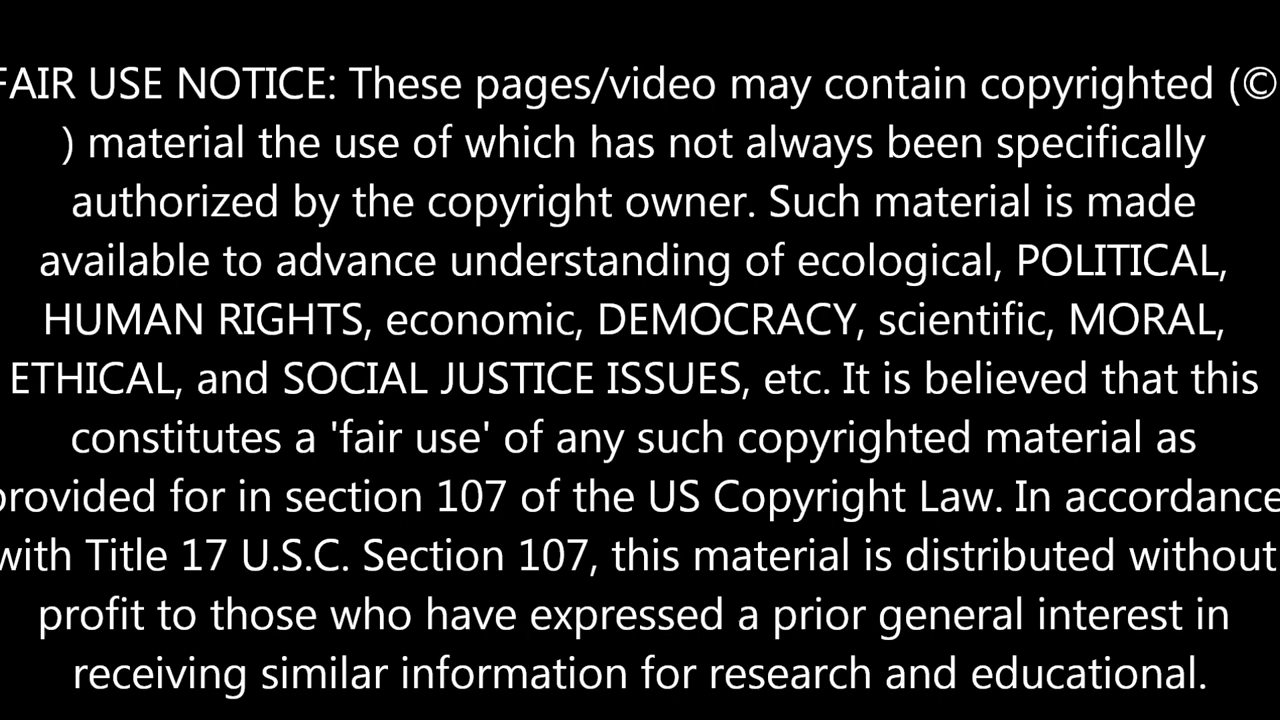 FAIR USE NOTICE: These pages/video may contain copyrighted (©
) material the use of which has not always been specifically
authorized by the copyright owner. Such material is made
available to advance understanding of ecological, POLITICAL,
HUMAN RIGHTS, economic, DEMOCRACY, scientific, MORAL,
ETHICAL, and SOCIAL JUSTICE ISSUES, etc. It is believed that this
constitutes a 'fair use' of any such copyrighted material as
provided for in section 107 of the US Copyright Law. In accordance
with Title 17 U.S.C. Section 107, this material is distributed without
profit to those who have expressed a prior general interest in
receiving similar information for research and educational.